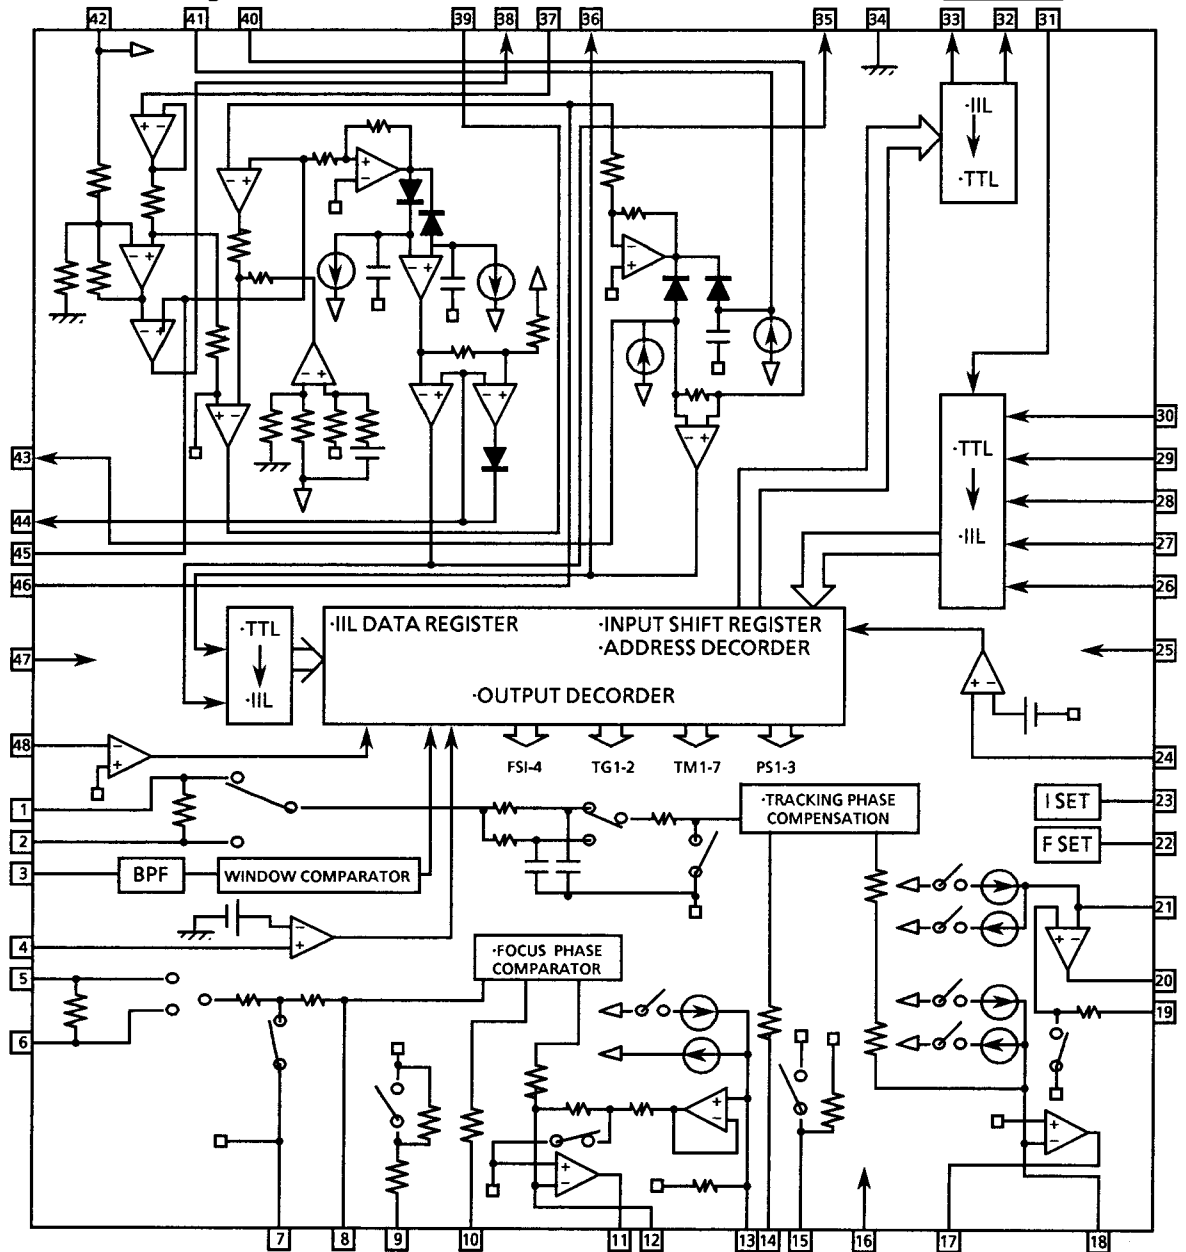 42 41 40 39 38 37 36 35 34 33 32 31
·IIL
·TTL
30
·TTL
29
28
·IIL
27
26
43
44
45
46
·TTL
·IIL
·IIL DATA REGISTER
·INPUT SHIFT REGISTER
·ADDRESS DECORDER
·OUTPUT DECORDER
47
25
48
24
FSI-4 TG1-2 TM1-7 PS1-3
1
2
3
BPF
WINDOW COMPARATOR
·TRACKING PHASE
COMPENSATION
I SET
23
F SET
22
21
4
·FOCUS PHASE
COMPARATOR
5
20
19
6
7 8 9 10 11 12 13 14 15 16 17 18